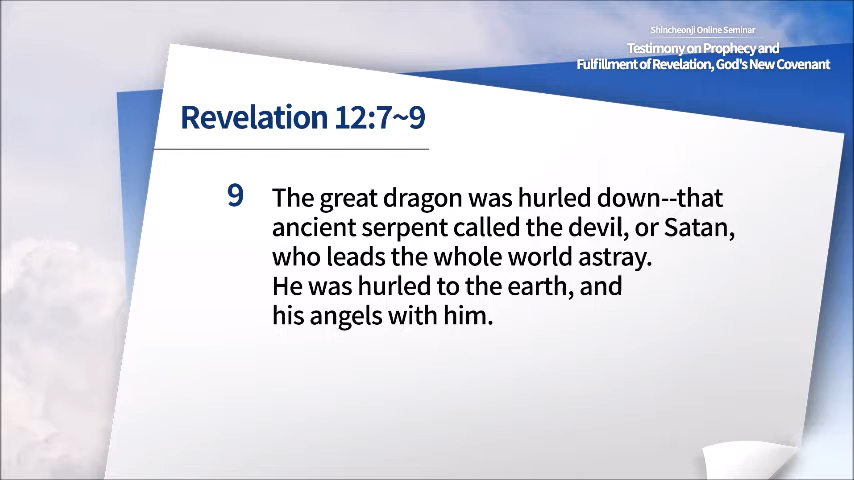 Shincheonji Online Seminar
Testimony on Prophecy and
Fulfillment of Revelation, God's New Covenant
Revelation 12:7~9
9 The great dragon was hurled down--that
ancient serpent called the devil, or Satan,
who leads the whole world astray.
He was hurled to the earth, and
his angels with him.